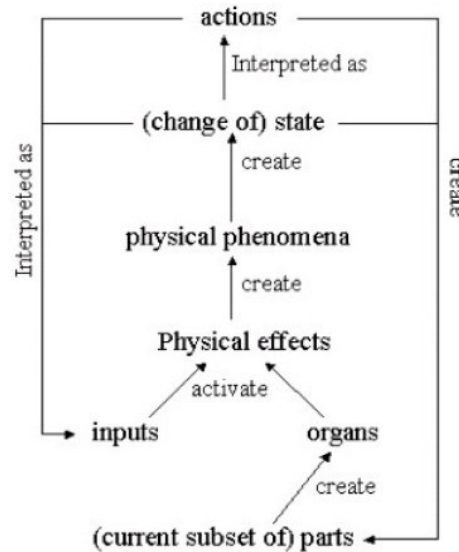 actions
Interpreted as
(change of) state
create
Interpreted as
create
physical phenomena
create
Physical effects
activate
inputs
organs
create
(current subset of) parts